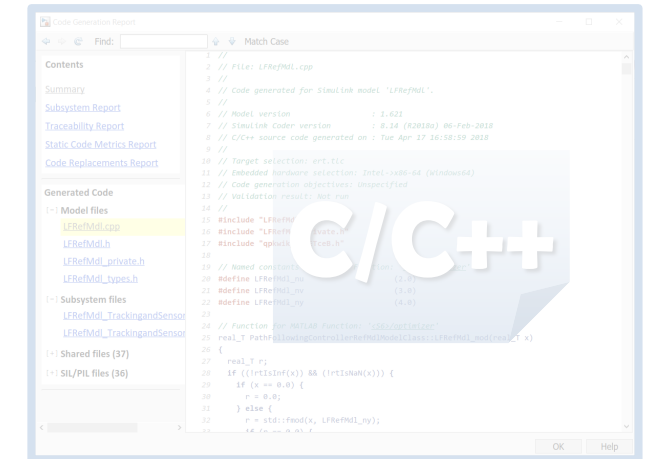 Code Generation Report
Find:
Match Case
Contents
Summary
Subsystem Report
Traceability Report
Static Code Metrics Report
Code Replacements Report
Generated Code
[-] Model files
LFRefMdl.cpp
LFRefMdl.h
LFRefMdl_private.h
LFRefMdl_types.h
[-] Subsystem files
LFRefMdl_TrackingandSensor
LFRefMdl_TrackingandSensor
[+] Shared files (37)
[+] SIL/PIL files (36)
1 //
2 // File: LFRefMdl.cpp
3 //
4 // Code generated for Simulink model 'LFRefMdl'.
5 //
6 // Model version : 1.621
7 // Simulink Coder version : 8.14 (R2018a) 06-Feb-2018
8 // C/C++ source code generated on : Tue Apr 17 16:58:59 2018
9 //
10 // Target selection: ert.tlc
11 // Embedded hardware selection: Intel->x86-64 (Windows64)
12 // Code generation objectives: Unspecified
13 // Validation result: Not run
14 //
15 #include "LFRefMdl.h"
16 #include "LFRefMdl_private.h"
17 #include
18
19 // Named constants
20 #define LFRefMdl_mo (2.0)
21 #define LFRefMdl_ne (3.0)
22 #define LFRefMdl_ny (4.0)
23
24 // Function for MATLAB Function:
25 real_T PathFollowingControllerRefMdlModelClass::LFRefMdl_mod(real_T x)
26 {
27 real_T r;
28 if ((!rtIsInf(x)) && (!rtIsNaN(x))) {
29 if (x == 0.0) {
30 r = 0.0;
31 } else {
32 r = std::fmod(x, LFRefMdl_ny);
33 if (r == 0.0) {
C/C++
OK
Help